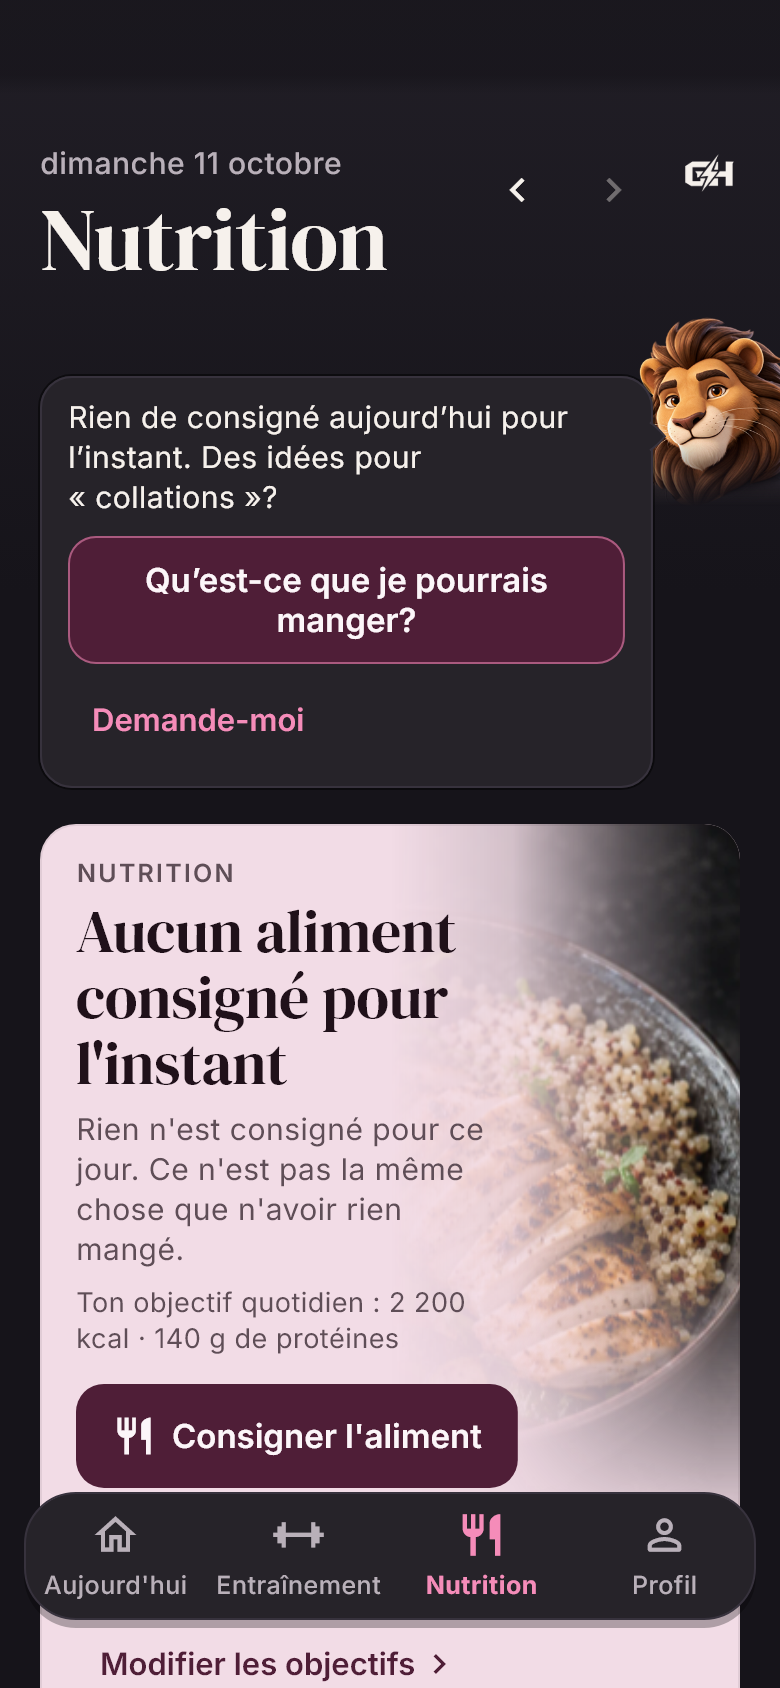 dimanche 11 octobre
Nutrition
GH
Rien de consigné aujourd’hui pour
l’instant. Des idées pour
« collations »?
Qu’est-ce que je pourrais
manger?
Demande-moi
NUTRITION
Aucun aliment
consigné pour
l'instant
Rien n'est consigné pour ce
jour. Ce n'est pas la même
chose que n'avoir rien
mangé.
Ton objectif quotidien : 2 200
kcal · 140 g de protéines
Consigner l'aliment
Aujourd'hui
Entraînement
Nutrition
Profil
Modifier les objectifs